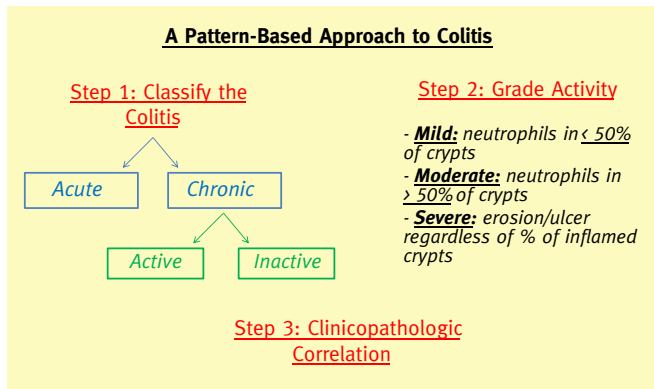 A Pattern-Based Approach to Colitis
Step 1: Classify the
Colitis
Acute
Chronic
Active
Inactive
Step 2: Grade Activity
- Mild: neutrophils in < 50%
of crypts
- Moderate: neutrophils in
> 50% of crypts
- Severe: erosion/ulcer
regardless of % of inflamed
crypts
Step 3: Clinicopathologic
Correlation